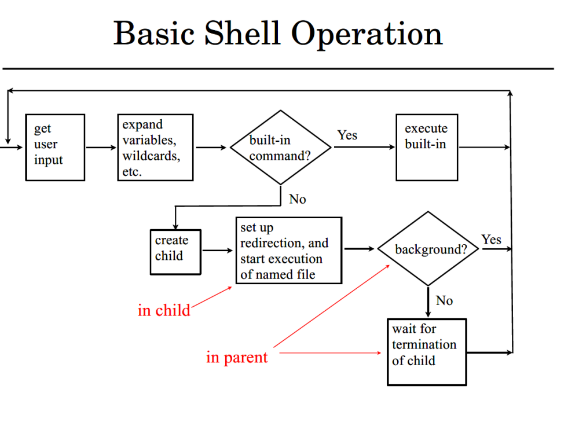 Basic Shell Operation
get
user
input
expand
variables,
wildcards,
etc.
built-in
command?
Yes
execute
built-in
No
create
child
set up
redirection, and
start execution
of named file
background?
Yes
in child
No
in parent
wait for
termination
of child